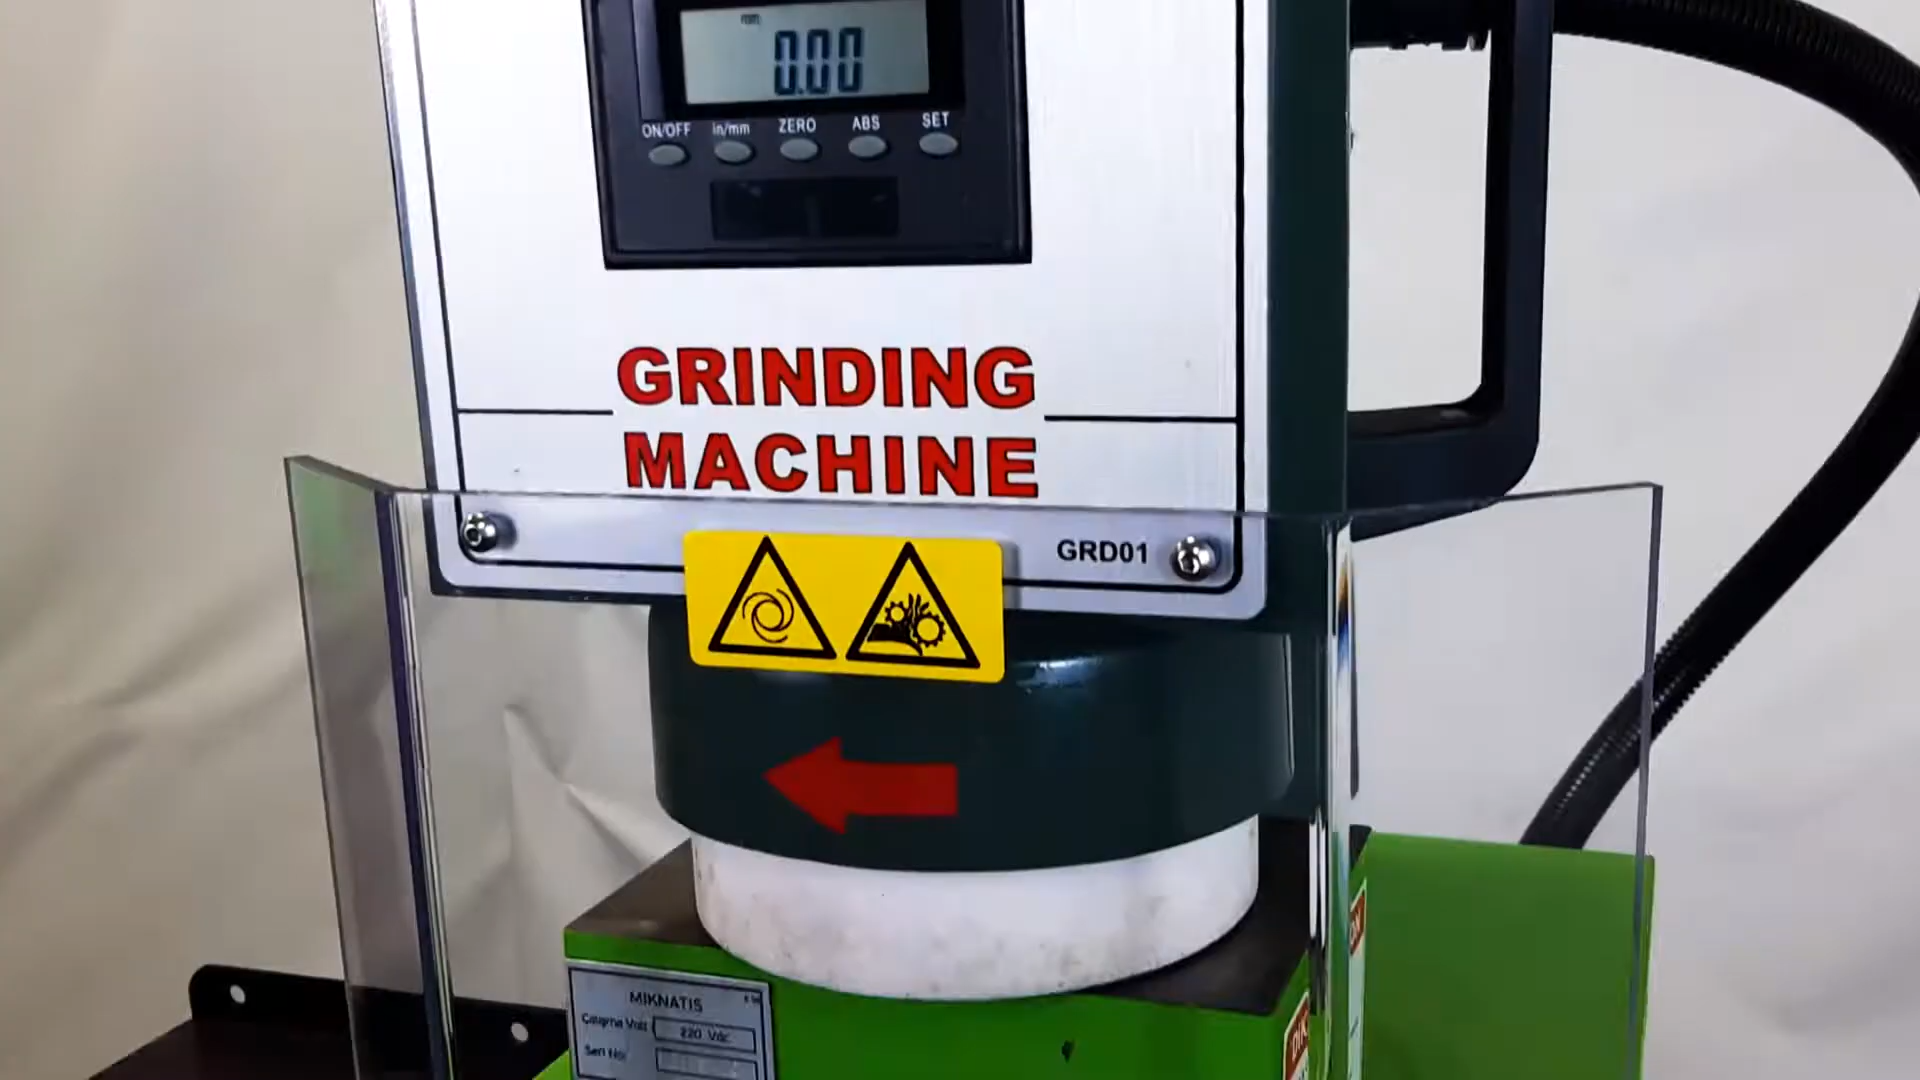 mm
0.00
ON/OFF in/mm ZERO ABS SET
GRINDING
MACHINE
GRD01
MIKNATIS
Çalışma Volt 220 Vdc
Seri No